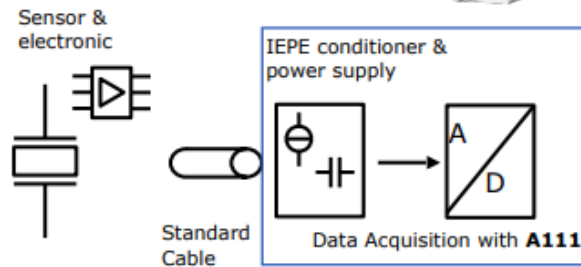 Sensor &
electronic
IEPE conditioner &
power supply
A
D
Standard
Cable
Data Acquisition with A111